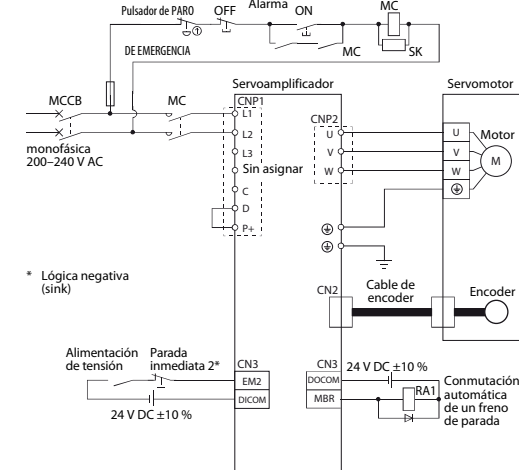 Alarma
Pulsador de PARO OFF ON MC
①
DE EMERGENCIA MC SK
Servoamplificador Servomotor
MCCB MC CNP1
L1 CNP2
L2 U U Motor
monofásica
200–240 V AC
L3 V V M
Sin asignar W W
C
D
P+
* Lógica negativa
(sink)
CN2 Cable de
encoder
Encoder
Alimentación
de tensión
Parada
inmediata 2*
CN3
EM2
DICOM
24 V DC ±10 %
CN3
DOCOM
MBR
24 V DC ±10 %
RA1
Conmutación
automática
de un freno
de parada